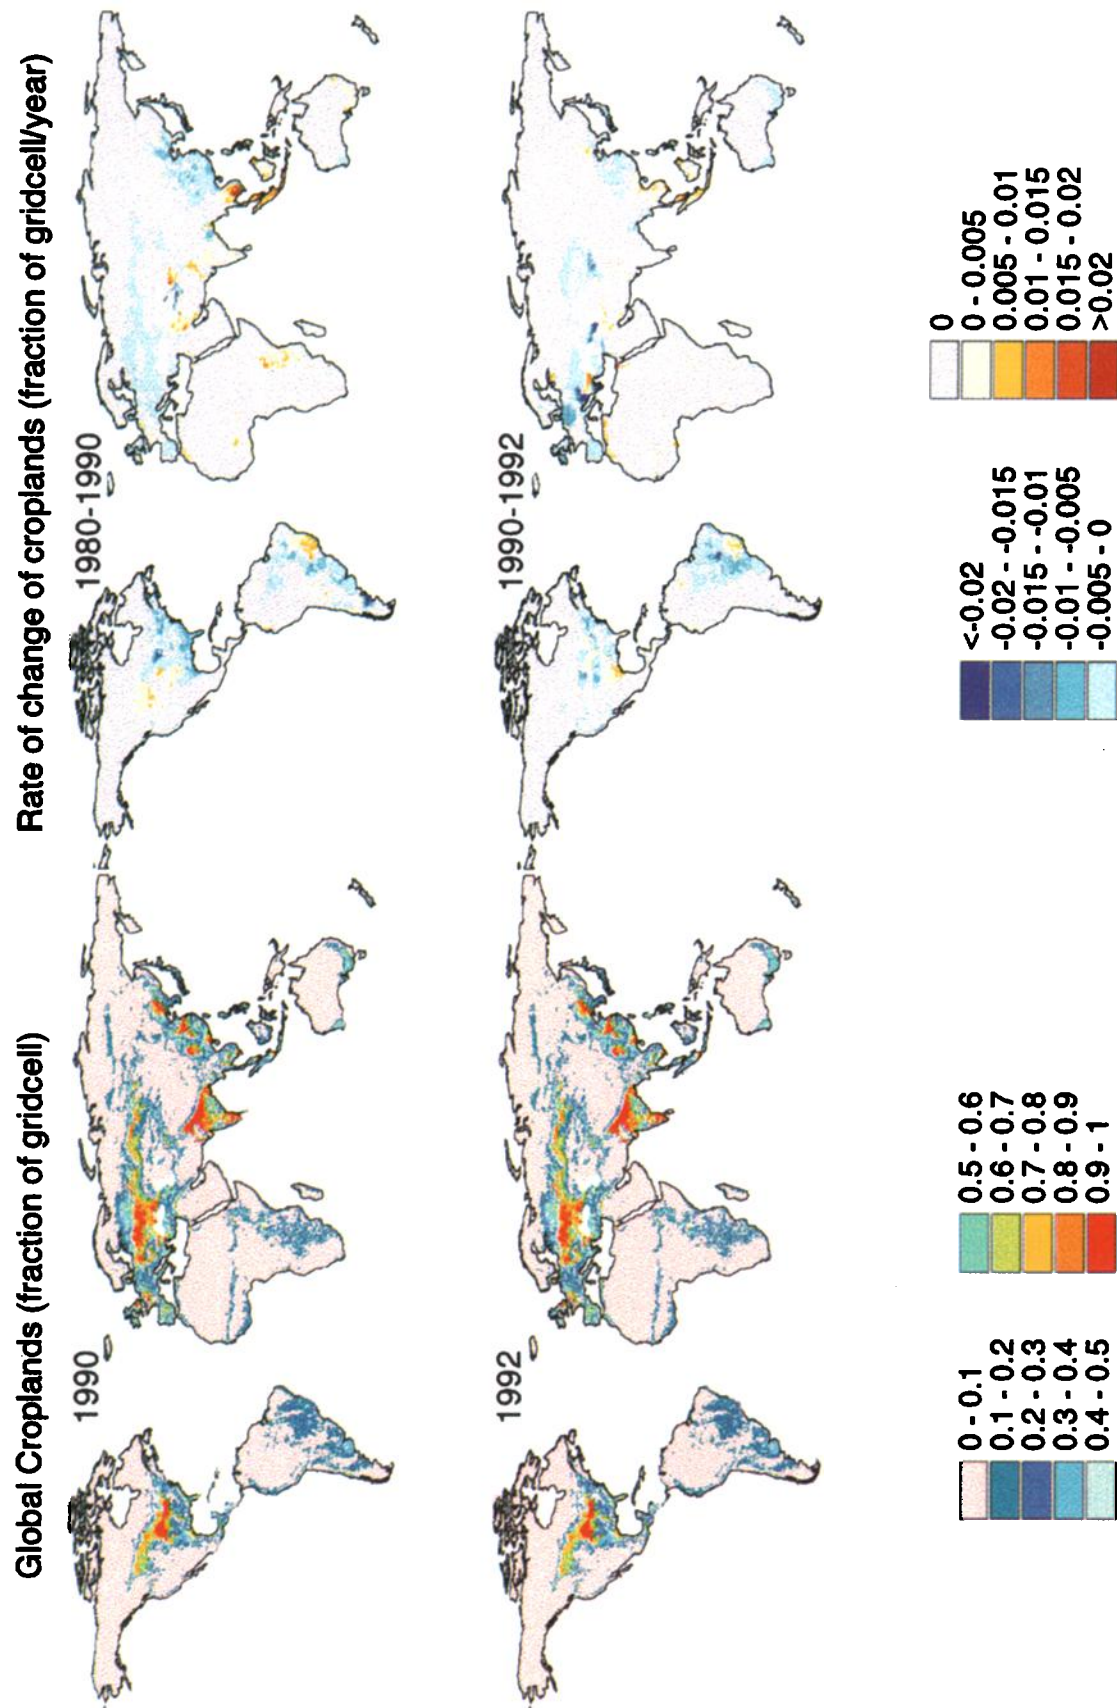 Global Croplands (fraction of gridcell)
Rate of change of croplands (fraction of gridcell/year)
1990
1980-1990
1992
1990-1992
0 - 0.1
0.1 - 0.2
0.2 - 0.3
0.3 - 0.4
0.4 - 0.5
0.5 - 0.6
0.6 - 0.7
0.7 - 0.8
0.8 - 0.9
0.9 - 1
<-0.02
-0.02 - -0.015
-0.015 - -0.01
-0.01 - -0.005
-0.005 - 0
0
0 - 0.005
0.005 - 0.01
0.01 - 0.015
0.015 - 0.02
>0.02